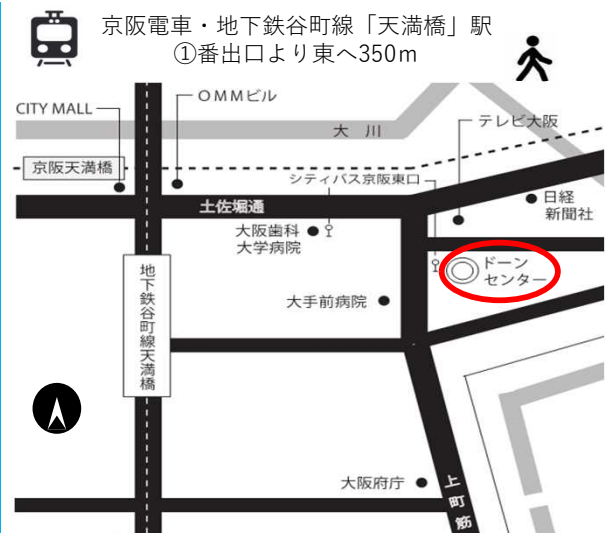 京阪電車・地下鉄谷町線「天満橋」駅
①番出口より東へ350m
CITY MALL
OMMビル
大川
テレビ大阪
京阪天満橋
シティバス京阪東口
日経
新聞社
土佐堀通
大阪歯科
大学病院
ドーン
センター
地下鉄谷町線天満橋
大手前病院
大阪府庁
上町筋